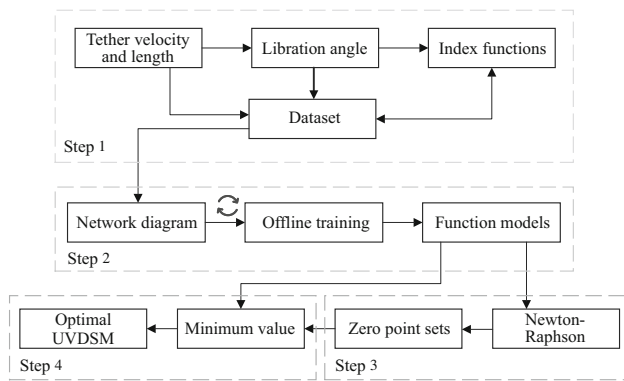 Tether velocity
and length
Libration angle
Index functions
Dataset
Step 1
Network diagram
Offline training
Function models
Step 2
Optimal
UVDSM
Minimum value
Zero point sets
Newton-
Raphson
Step 4
Step 3